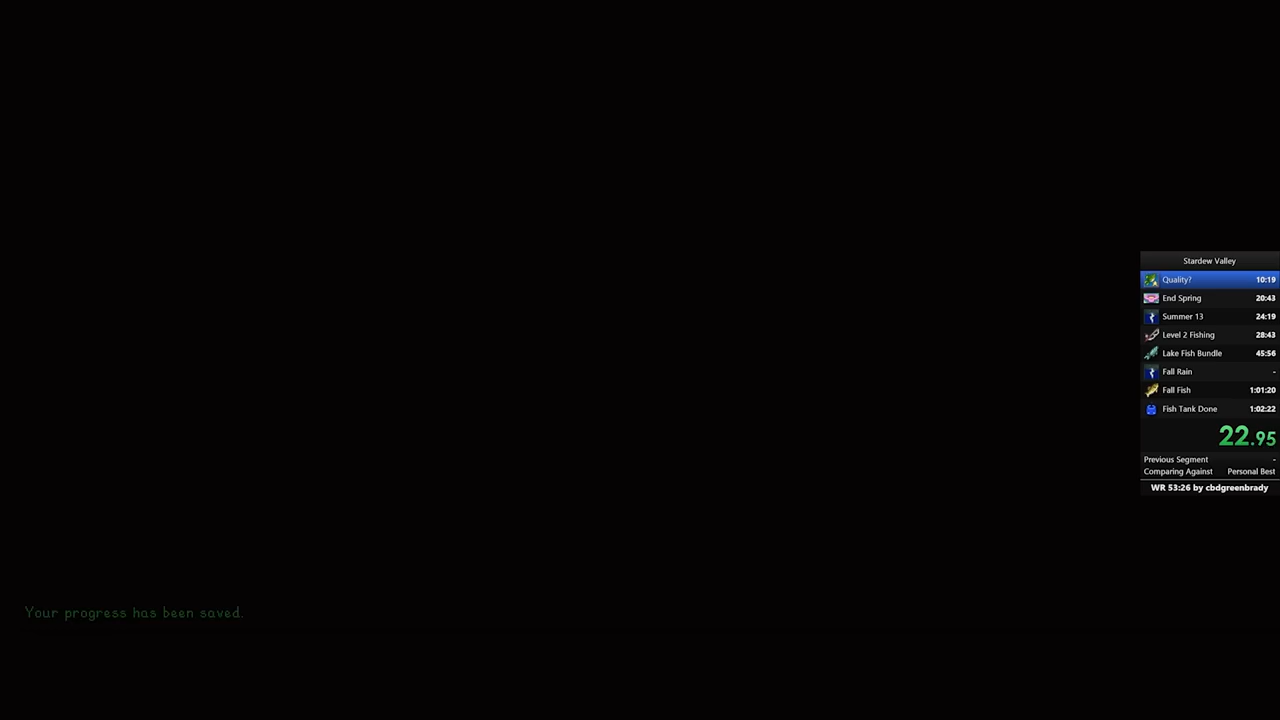 Stardew Valley
Quality? 10:19
End Spring 20:43
Summer 13 24:19
Level 2 Fishing 28:43
Lake Fish Bundle 45:56
Fall Rain -
Fall Fish 1:01:20
Fish Tank Done 1:02:22
22.95
Previous Segment -
Comparing Against Personal Best
WR 53:26 by cbdgreenbrady
Your progress has been saved.